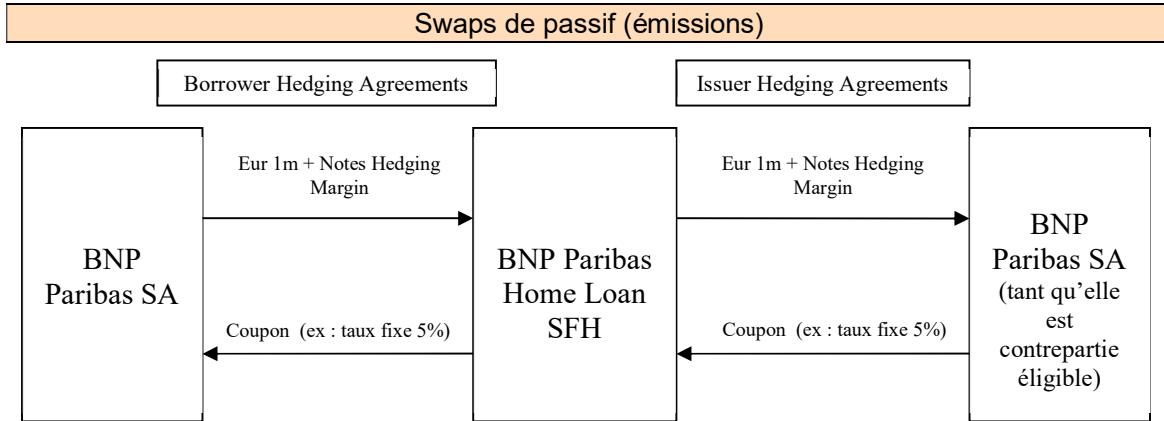 Swaps de passif (émissions)
Borrower Hedging Agreements
Issuer Hedging Agreements
BNP
Paribas SA
Eur 1m + Notes Hedging
Margin
Coupon (ex : taux fixe 5%)
BNP Paribas
Home Loan
SFH
Eur 1m + Notes Hedging
Margin
Coupon (ex : taux fixe 5%)
BNP
Paribas SA
(tant qu’elle
est
contrepartie
éligible)